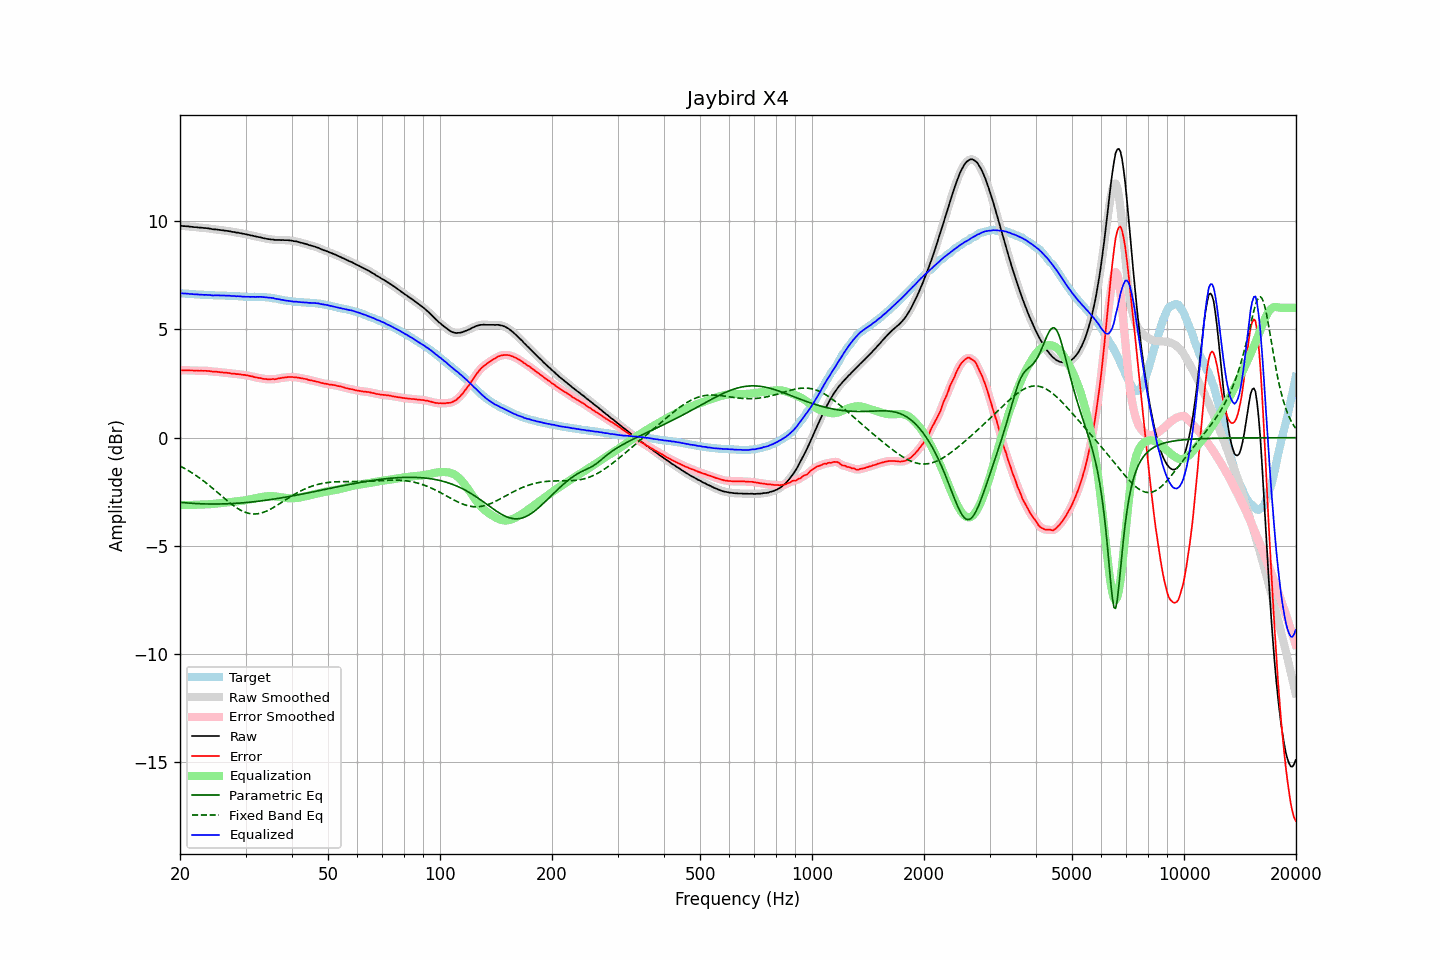 Jaybird X4
Amplitude (dBr)
10
5
0
−5
−10
−15
Target
Raw Smoothed
Error Smoothed
Raw
Error
Equalization
Parametric Eq
Fixed Band Eq
Equalized
20 50 100 200 500 1000 2000 5000 10000 20000
Frequency (Hz)